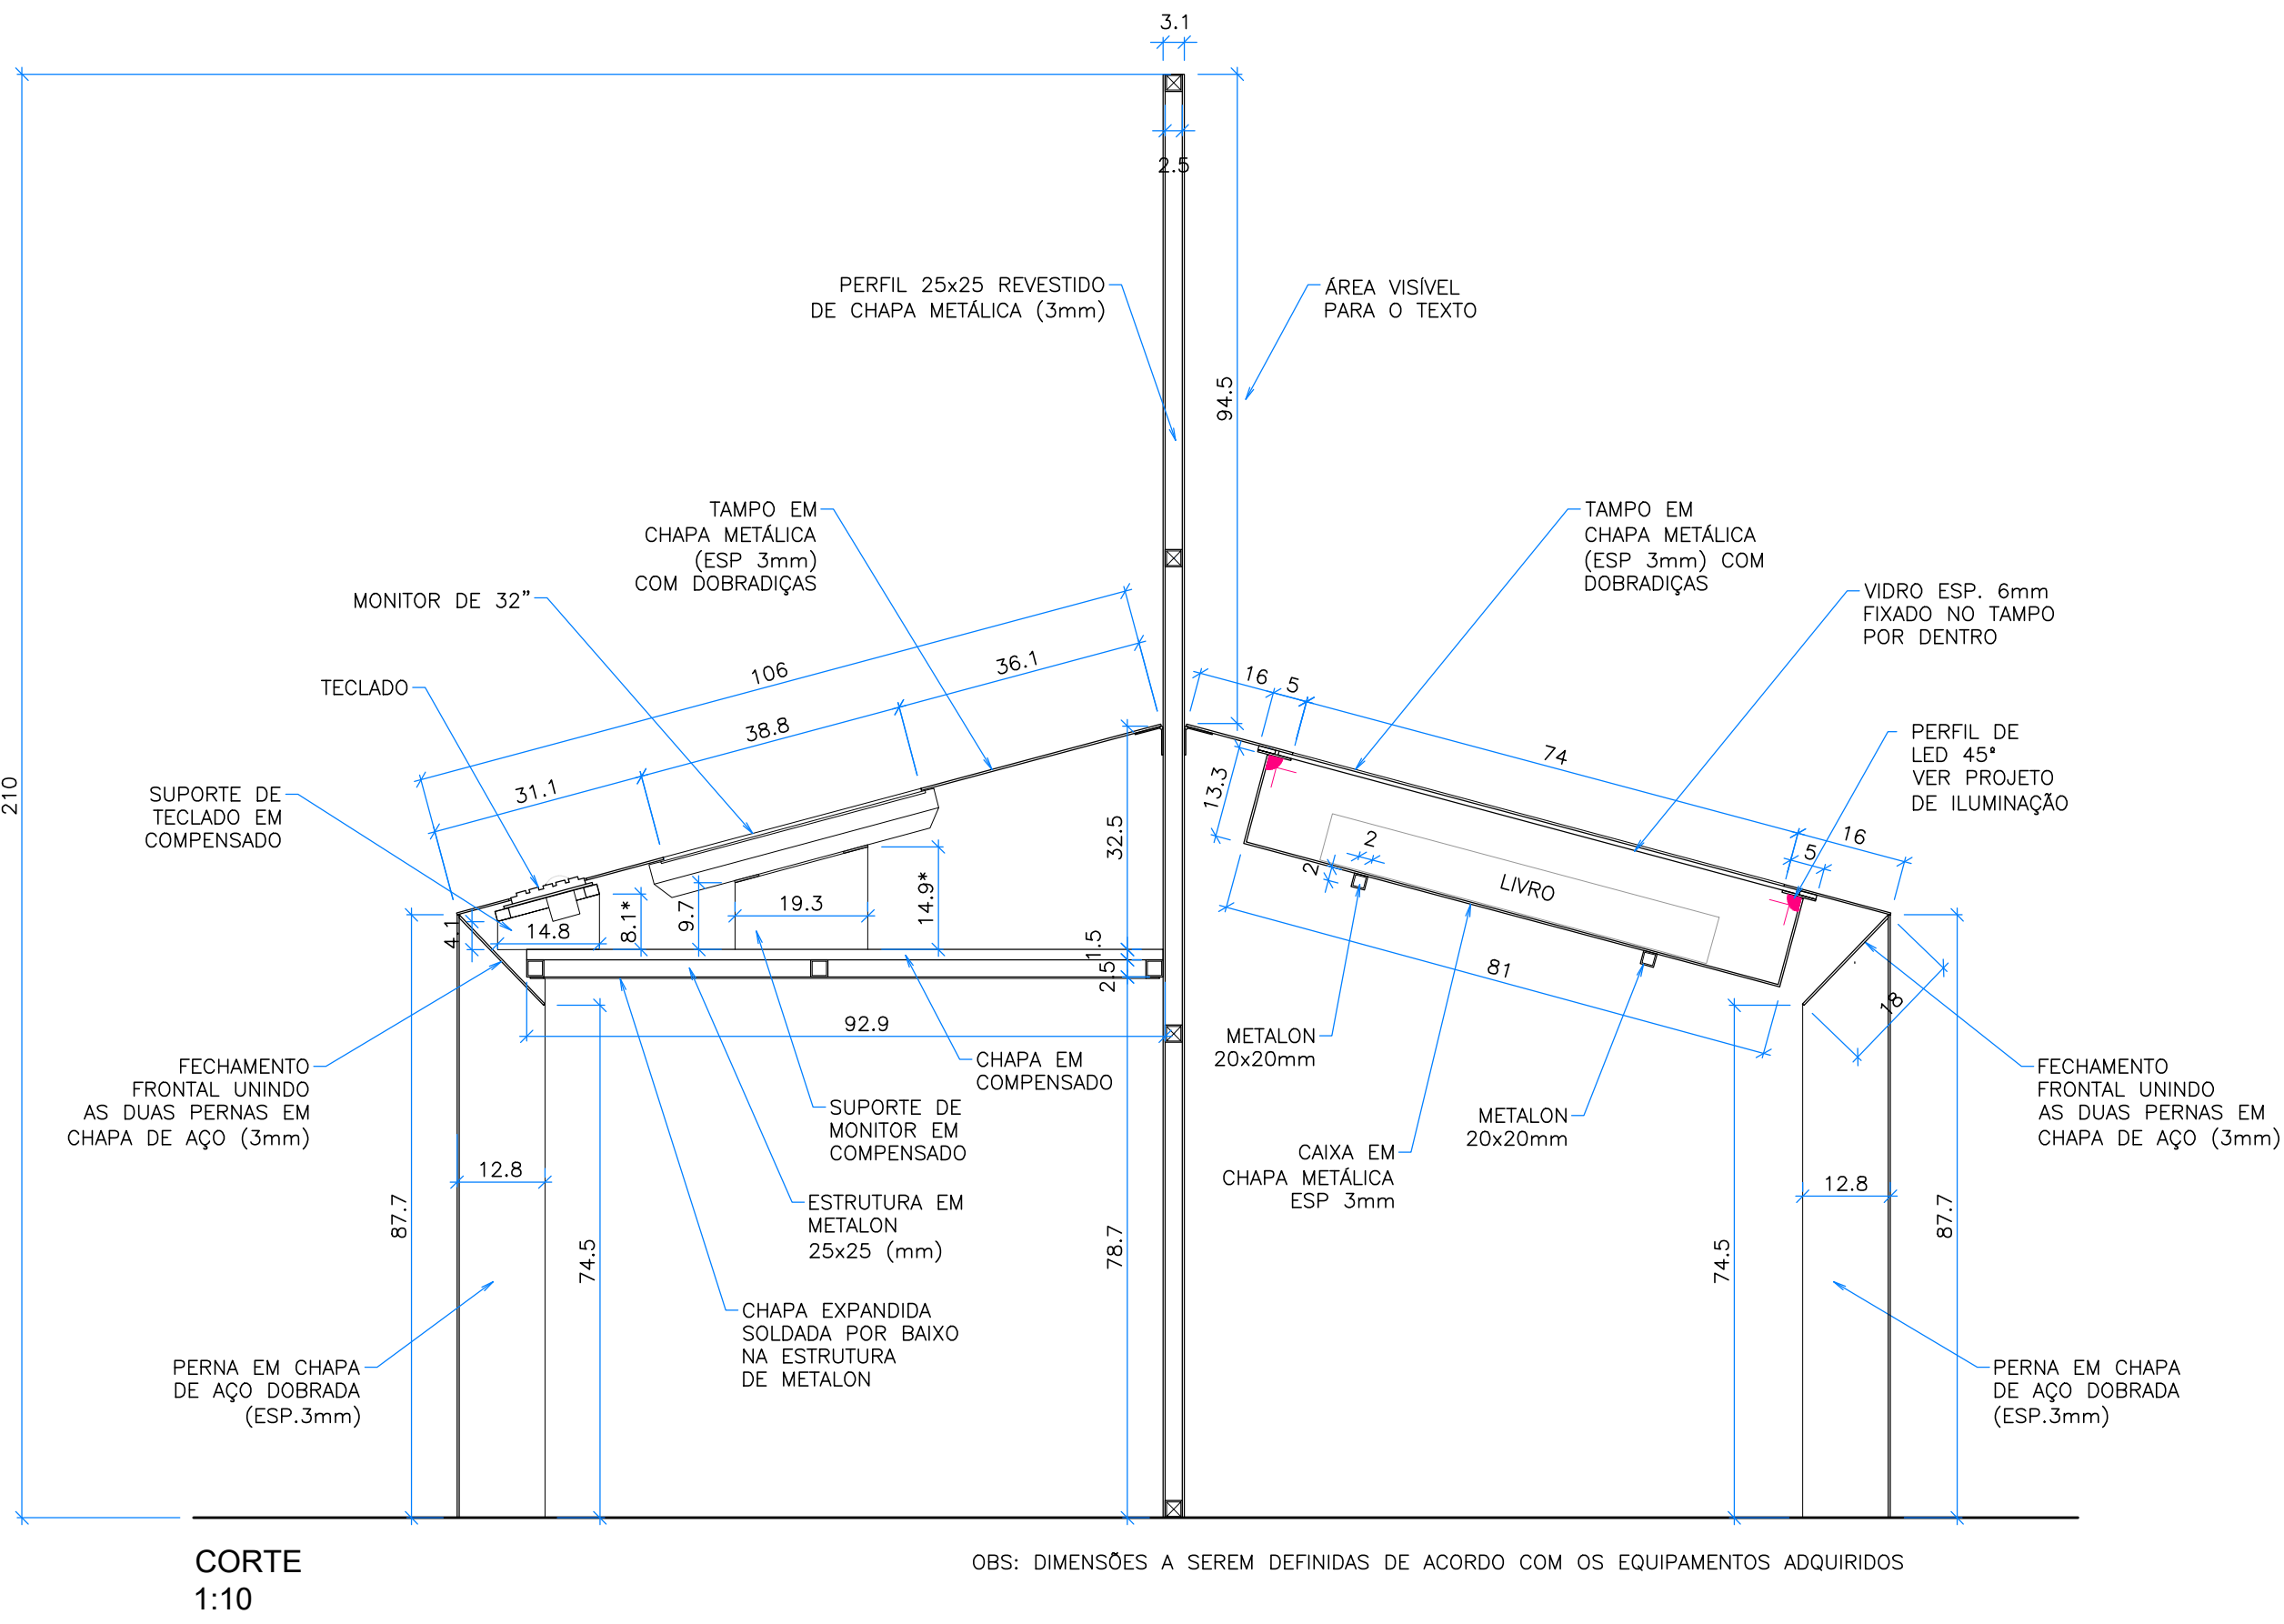 3.1
2.5
210
94.5
PERFIL 25x25 REVESTIDO
DE CHAPA METÁLICA (3mm)
ÁREA VISÍVEL
PARA O TEXTO
TAMPO EM
CHAPA METÁLICA
(ESP 3mm)
COM DOBRADIÇAS
TAMPO EM
CHAPA METÁLICA
(ESP 3mm) COM
DOBRADIÇAS
MONITOR DE 32”
VIDRO ESP. 6mm
FIXADO NO TAMPO
POR DENTRO
TECLADO
106
36.1
38.8
31.1
16
5
74
16
5
13.3
PERFIL DE
LED 45ª
VER PROJETO
DE ILUMINAÇÃO
SUPORTE DE
TECLADO EM
COMPENSADO
32.5
2
2
LIVRO
4.1
14.8
8.1*
9.7
19.3
14.9*
1.5
2.5
81
18
92.9
METALON
20x20mm
CHAPA EM
COMPENSADO
FECHAMENTO
FRONTAL UNINDO
AS DUAS PERNAS EM
CHAPA DE AÇO (3mm)
FECHAMENTO
FRONTAL UNINDO
AS DUAS PERNAS EM
CHAPA DE AÇO (3mm)
SUPORTE DE
MONITOR EM
COMPENSADO
METALON
20x20mm
CAIXA EM
CHAPA METÁLICA
ESP 3mm
12.8
12.8
87.7
74.5
78.7
74.5
87.7
ESTRUTURA EM
METALON
25x25 (mm)
CHAPA EXPANDIDA
SOLDADA POR BAIXO
NA ESTRUTURA
DE METALON
PERNA EM CHAPA
DE AÇO DOBRADA
(ESP.3mm)
PERNA EM CHAPA
DE AÇO DOBRADA
(ESP.3mm)
CORTE
1:10
OBS: DIMENSÕES A SEREM DEFINIDAS DE ACORDO COM OS EQUIPAMENTOS ADQUIRIDOS